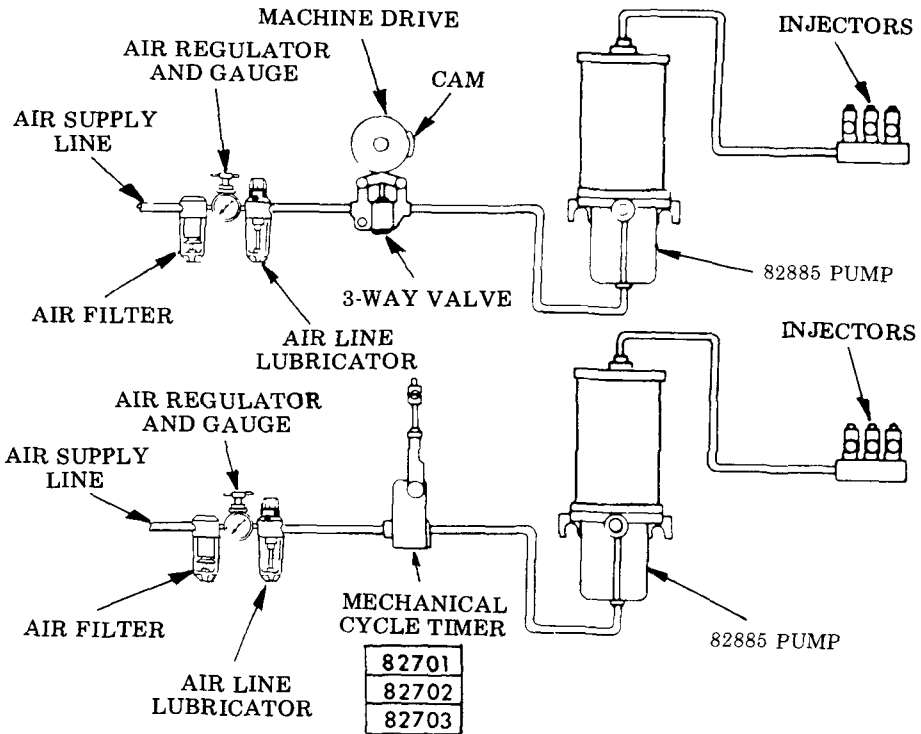 MACHINE DRIVE
INJECTORS
AIR REGULATOR
AND GAUGE
CAM
AIR SUPPLY
LINE
82885 PUMP
3-WAY VALVE
AIR FILTER
AIR LINE
LUBRICATOR
INJECTORS
AIR REGULATOR
AND GAUGE
AIR SUPPLY
LINE
MECHANICAL
CYCLE TIMER
AIR FILTER
82885 PUMP
82701
82702
82703
AIR LINE
LUBRICATOR